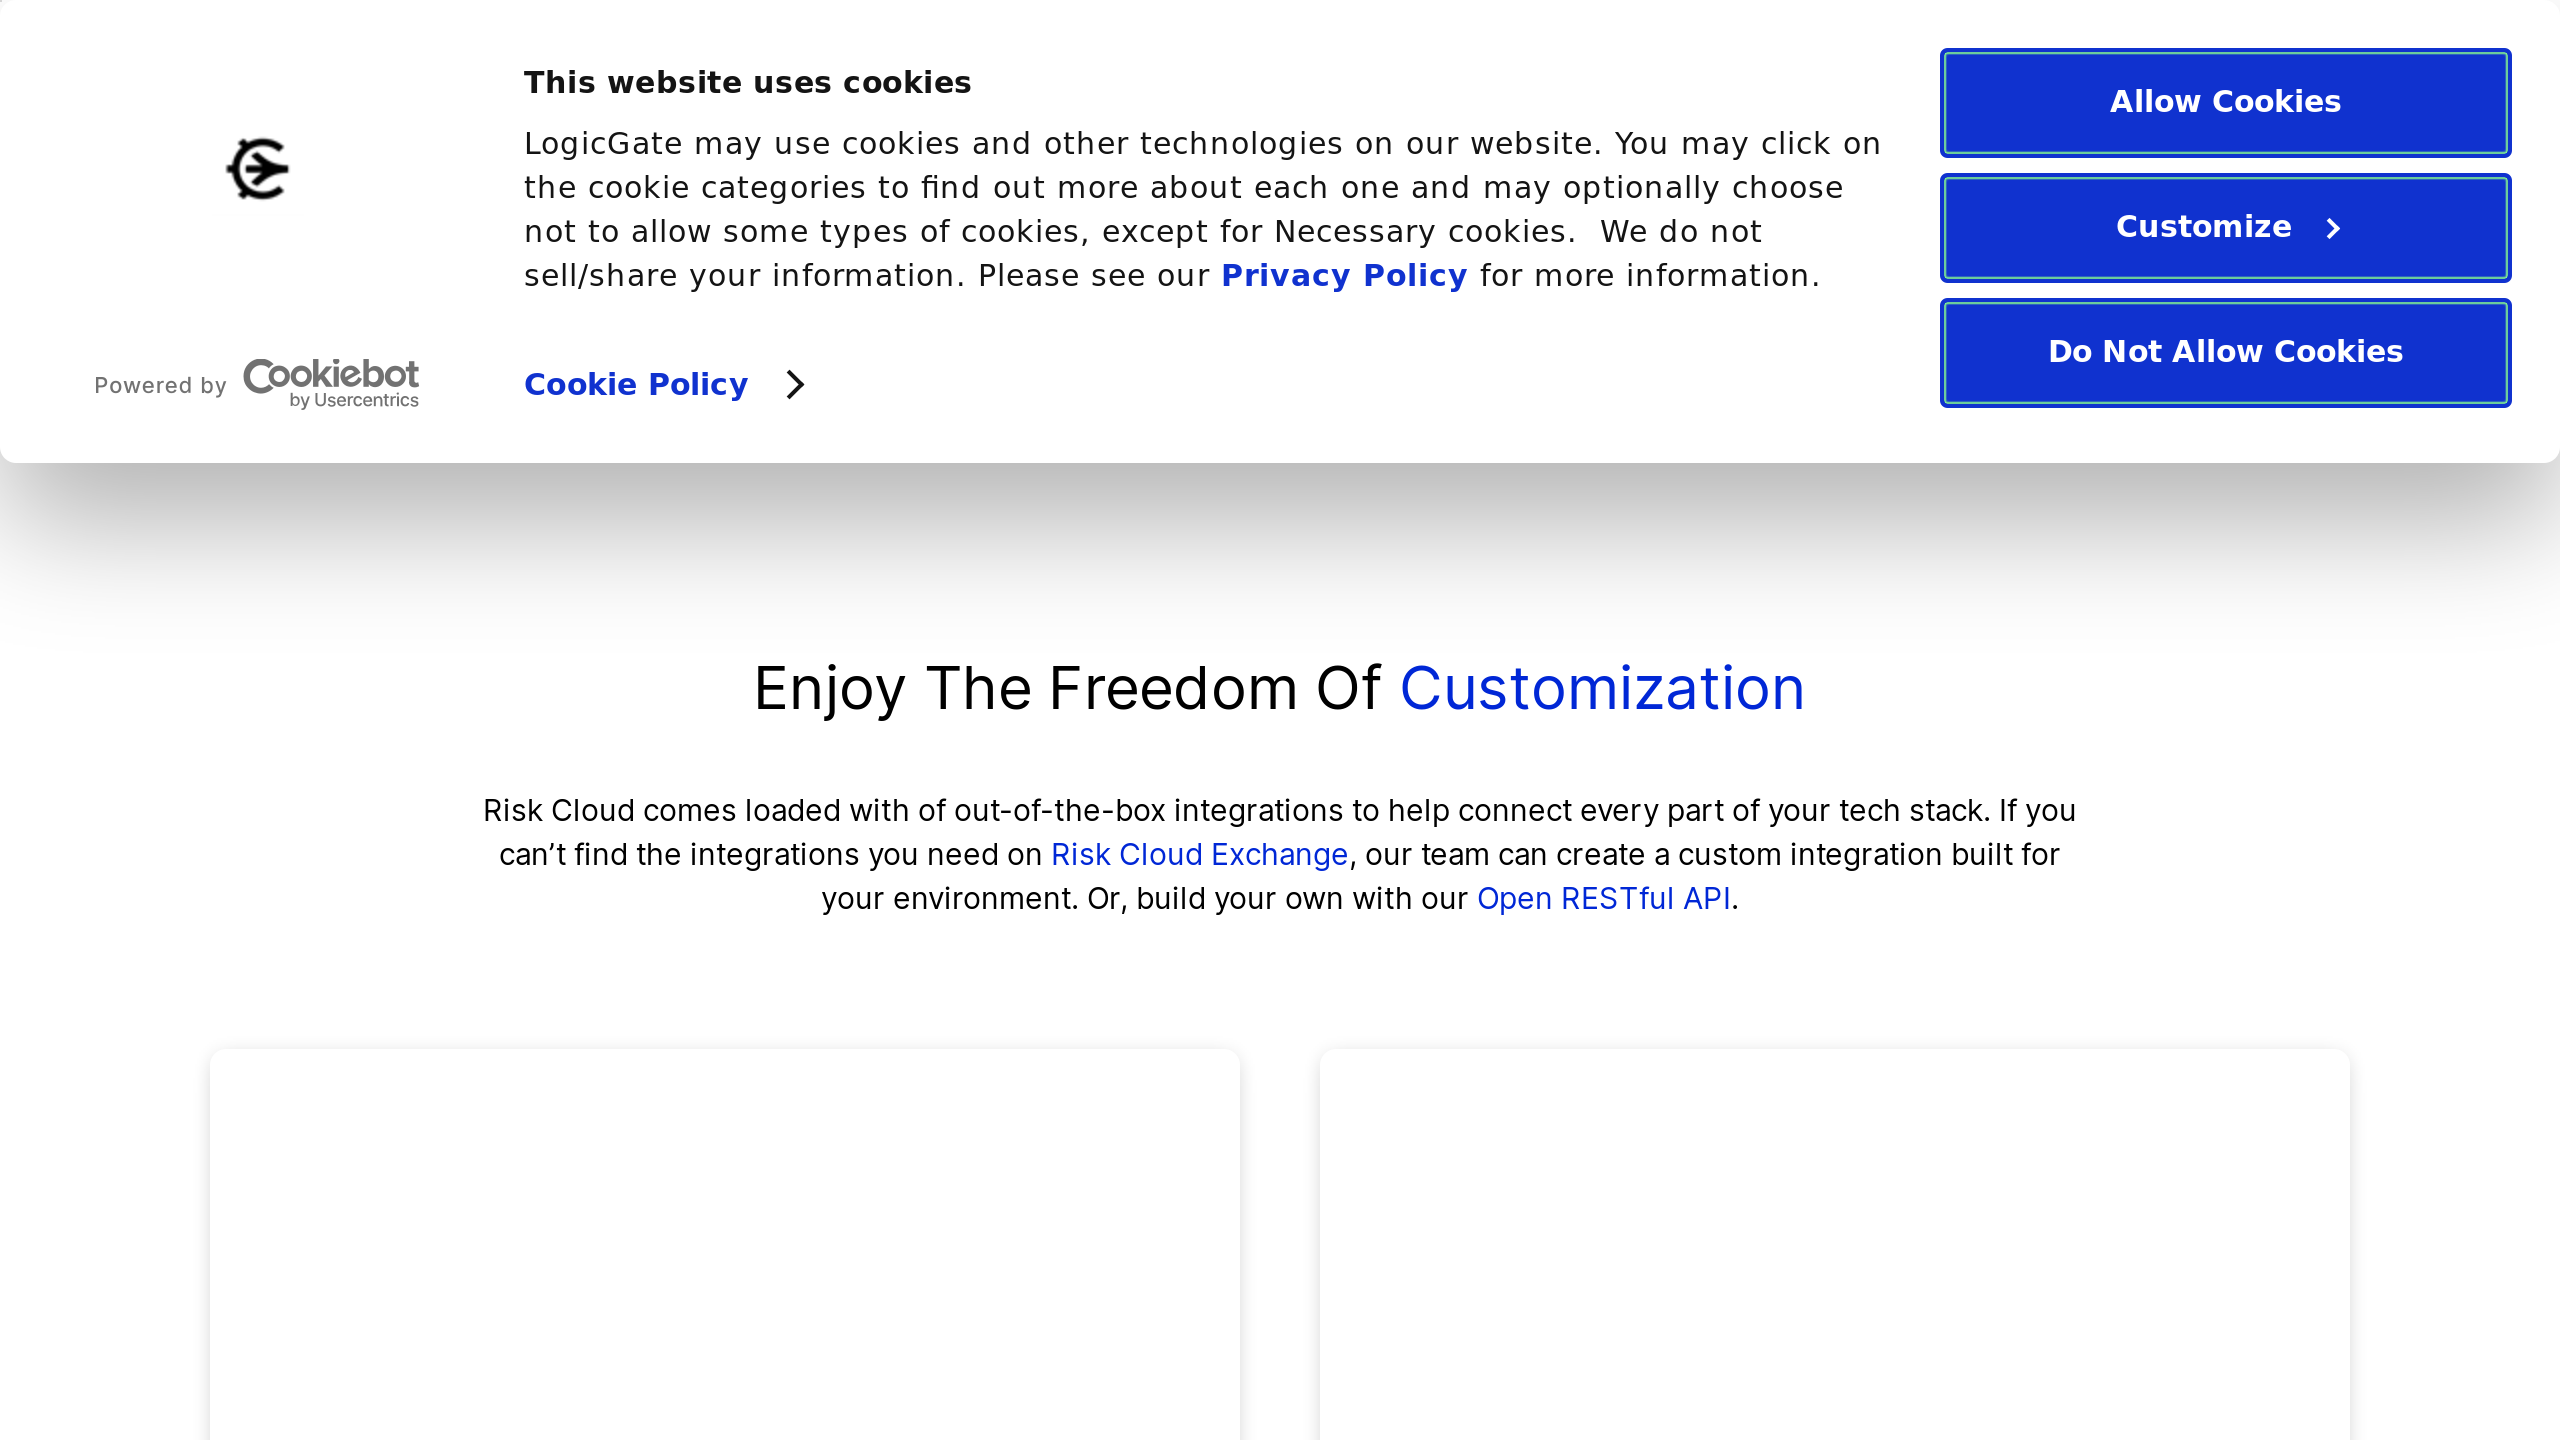 This website uses cookies
LogicGate may use cookies and other technologies on our website. You may click on
the cookie categories to find out more about each one and may optionally choose
not to allow some types of cookies, except for Necessary cookies.  We do not
sell/share your information. Please see our Privacy Policy for more information.
Powered by Cookiebot
by Usercentrics
Cookie Policy
Allow Cookies
Customize
Do Not Allow Cookies
Enjoy The Freedom Of Customization
Risk Cloud comes loaded with of out-of-the-box integrations to help connect every part of your tech stack. If you
can’t find the integrations you need on Risk Cloud Exchange, our team can create a custom integration built for
your environment. Or, build your own with our Open RESTful API.